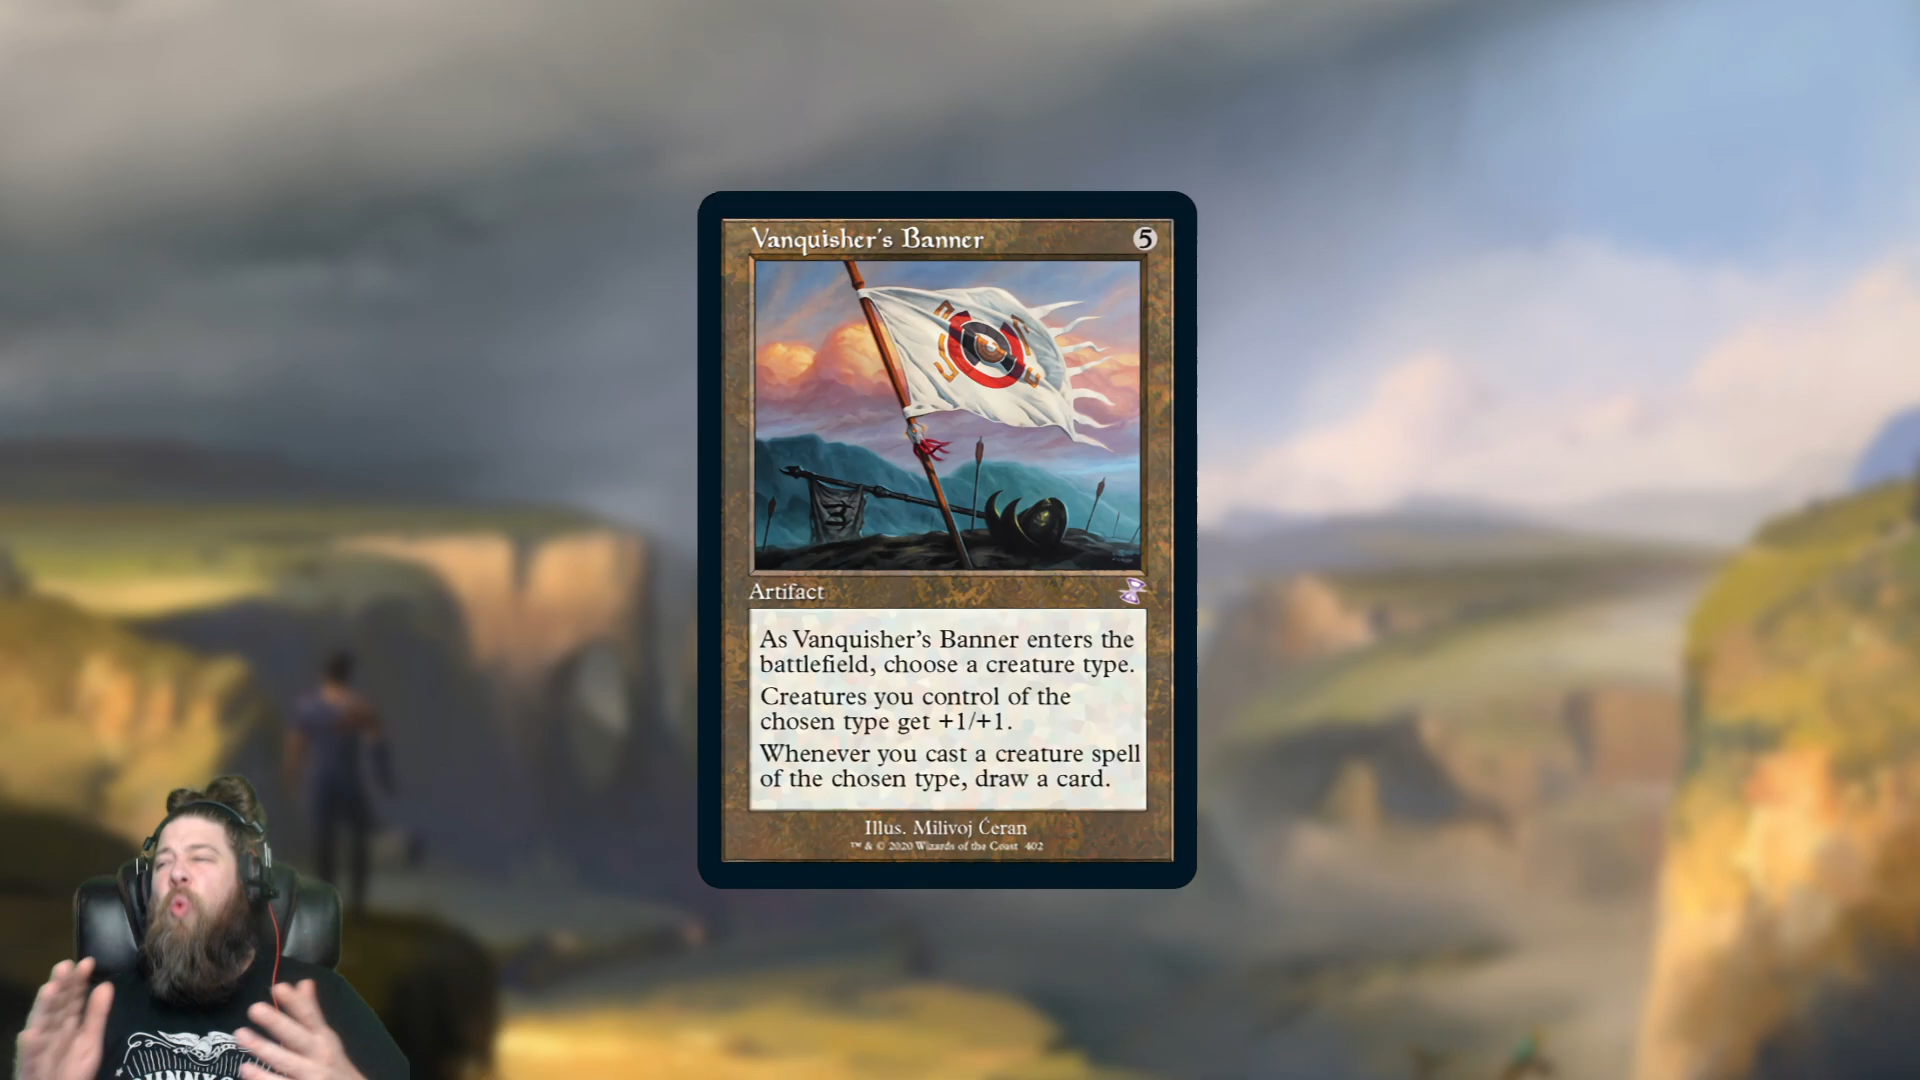 Vanquisher's Banner 5
Artifact
As Vanquisher's Banner enters the
battlefield, choose a creature type.
Creatures you control of the
chosen type get +1/+1.
Whenever you cast a creature spell
of the chosen type, draw a card.
Illus. Milivoj Ćeran
™ & © 2020 Wizards of the Coast 402